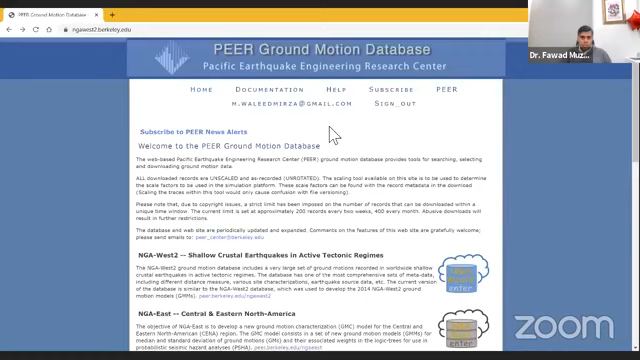 PEER Ground Motion Database
ngawest2.berkeley.edu
Dr. Fawad Muz...
PEER Ground Motion Database
Pacific Earthquake Engineering Research Center
Home Documentation Help Subscribe PEER
m.waleedmirza@gmail.com Sign_out
Subscribe to PEER News Alerts
Welcome to the PEER Ground Motion Database
The web-based Pacific Earthquake Engineering Research Center (PEER) ground motion database provides tools for searching, selecting
and downloading ground motion data.
ALL downloaded records are UNSCALED and as-recorded (UNROTATED). The scaling tool available on this site is to be used to determine
the scale factors to be used in the simulation platform. These scale factors can be found with the record metadata in the download
(Scaling the traces within this tool would only cause confusion with file versioning).
Please note that, due to copyright issues, a strict limit has been imposed on the number of records that can be downloaded within a
unique time window. The current limit is set at approximately 200 records every two weeks, 400 every month. Abusive downloads will
result in further restrictions.
The database and web site are periodically updated and expanded. Comments on the features of this web site are gratefully welcome;
please send emails to: peer_center@berkeley.edu
NGA-West2 -- Shallow Crustal Earthquakes in Active Tectonic Regimes
The NGA-West2 ground motion database includes a very large set of ground motions recorded in worldwide shallow
crustal earthquakes in active tectonic regimes. The database has one of the most comprehensive sets of meta-data,
including different distance measures, various site characterizations, earthquake source data, etc. The current version
of the database is similar to the NGA-West2 database, which was used to develop the 2014 NGA-West2 ground
motion models (GMMs) peer.berkeley.edu/ngawest2
enter
NGA-East -- Central & Eastern North-America
The objective of NGA-East is to develop a new ground motion characterization (GMC) model for the Central and
Eastern North-American (CENA) region. The GMC model consists in a set of new ground motion models (GMMs) for
median and standard deviation of ground motions (GMs) and their associated weights in the logic-trees for use in
probabilistic seismic hazard analyses (PSHA). peer.berkeley.edu/ngaeast
enter
zoom